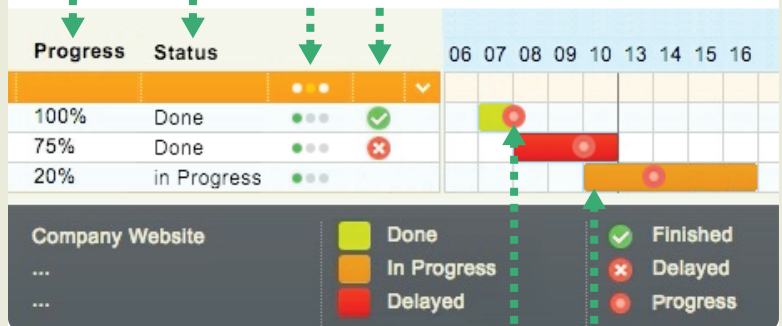 Progress Status 06 07 08 09 10 13 14 15 16
100% Done
75% Done
20% in Progress
Company Website Done Finished
... In Progress Delayed
... Delayed Progress